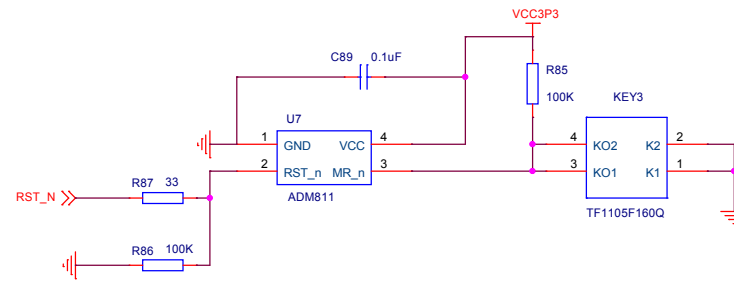 VCC3P3
C89 0.1uF
R85
100K
KEY3
U7
1 GND VCC 4
2 RST_n MR_n 3
ADM811
4 KO2 K2 2
3 KO1 K1 1
TF1105F160Q
R87 33
RST_N
R86 100K